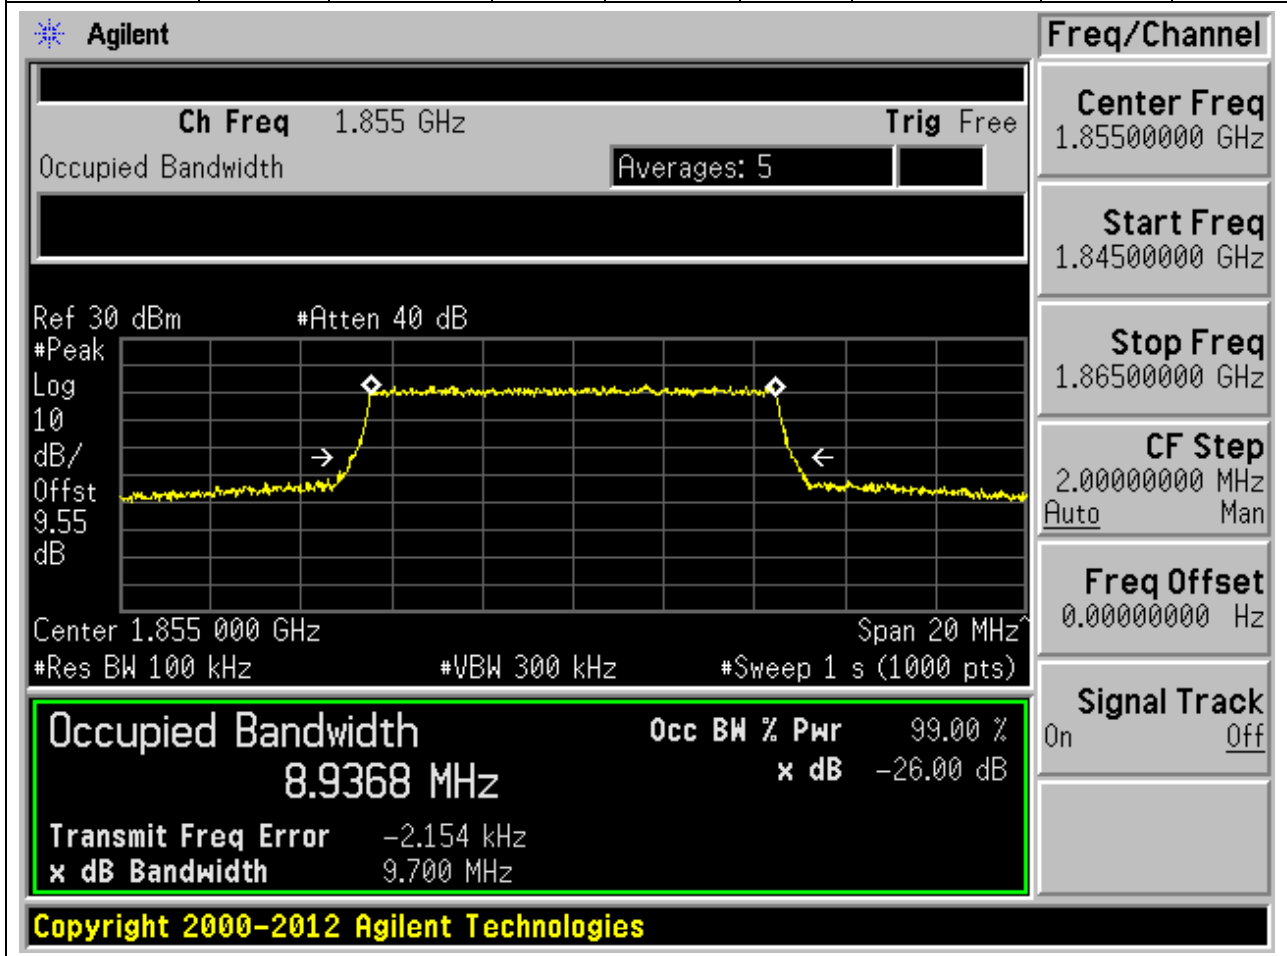 Agilent
Freq/Channel
Ch Freq 1.855 GHz Trig Free
Occupied Bandwidth Averages: 5
Center Freq
1.85500000 GHz
Start Freq
1.84500000 GHz
Stop Freq
1.86500000 GHz
CF Step
2.00000000 MHz
Auto Man
Freq Offset
0.00000000 Hz
Signal Track
On Off
Ref 30 dBm #Atten 40 dB
#Peak
Log
10
dB/
Offst
9.55
dB
Center 1.855 000 GHz Span 20 MHz^
#Res BW 100 kHz #VBW 300 kHz #Sweep 1 s (1000 pts)
Occupied Bandwidth
8.9368 MHz
Occ BW % Pwr 99.00 %
x dB -26.00 dB
Transmit Freq Error -2.154 kHz
x dB Bandwidth 9.700 MHz
Copyright 2000-2012 Agilent Technologies